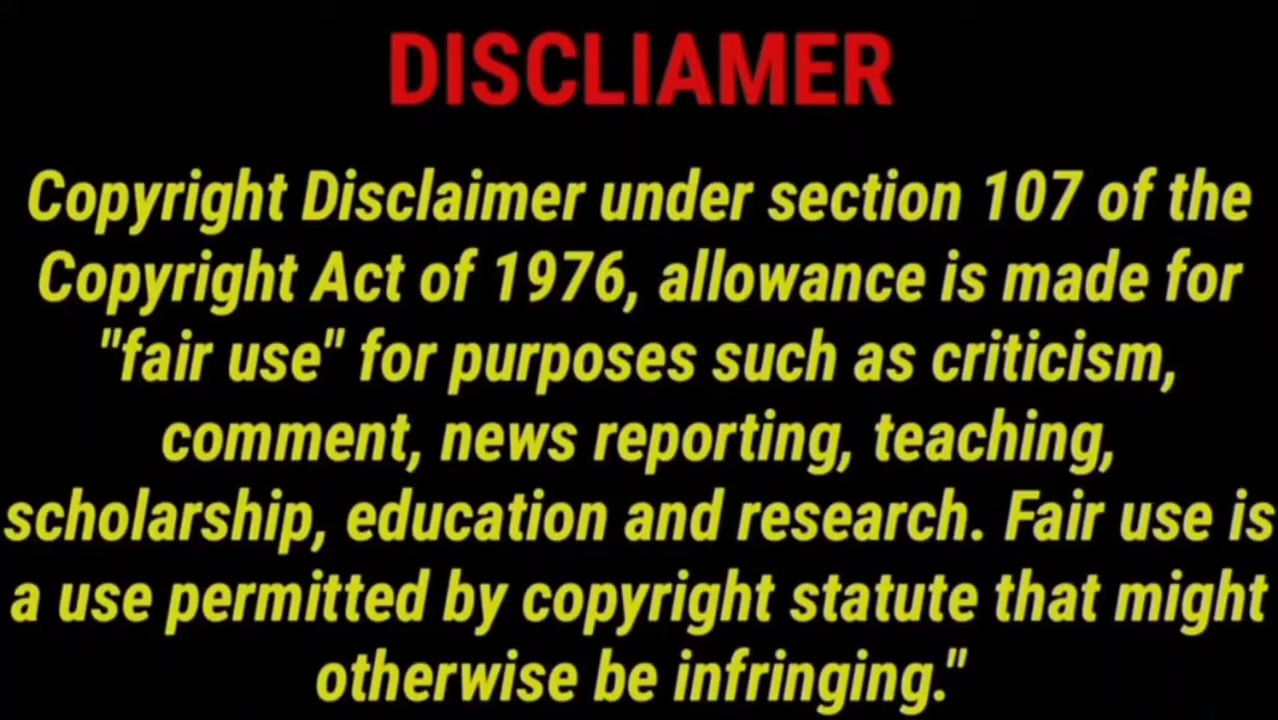 DISCLIAMER
Copyright Disclaimer under section 107 of the
Copyright Act of 1976, allowance is made for
"fair use" for purposes such as criticism,
comment, news reporting, teaching,
scholarship, education and research. Fair use is
a use permitted by copyright statute that might
otherwise be infringing."